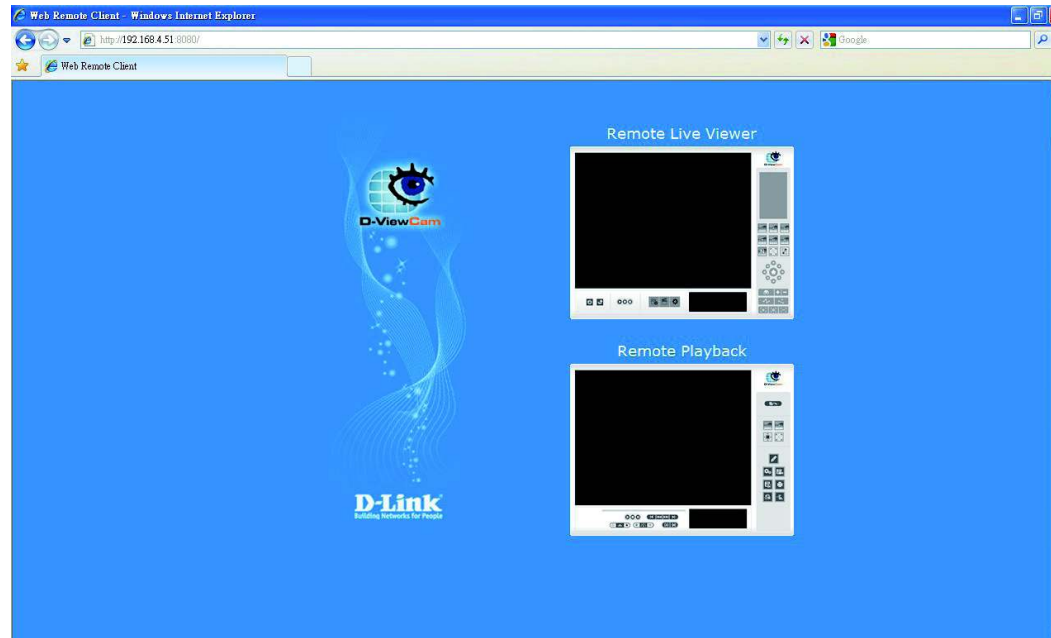 Web Remote Client - Windows Internet Explorer
http://192.168.4.51:8080/
Google
Web Remote Client
Remote Live Viewer
D-ViewCam
Remote Playback
D-Link
Building Networks for People